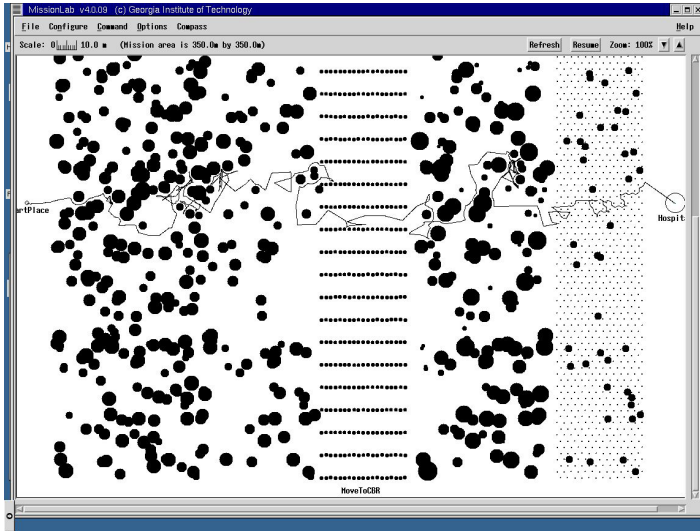 MissionLab v4.0.09 (c) Georgia Institute of Technology
File Configure Command Options Compass Help
Scale: 0 10.0 m (Mission area is 350.0m by 350.0m) Refresh Resume Zoom: 100%
artPlace
Hospit
MoveToCBR